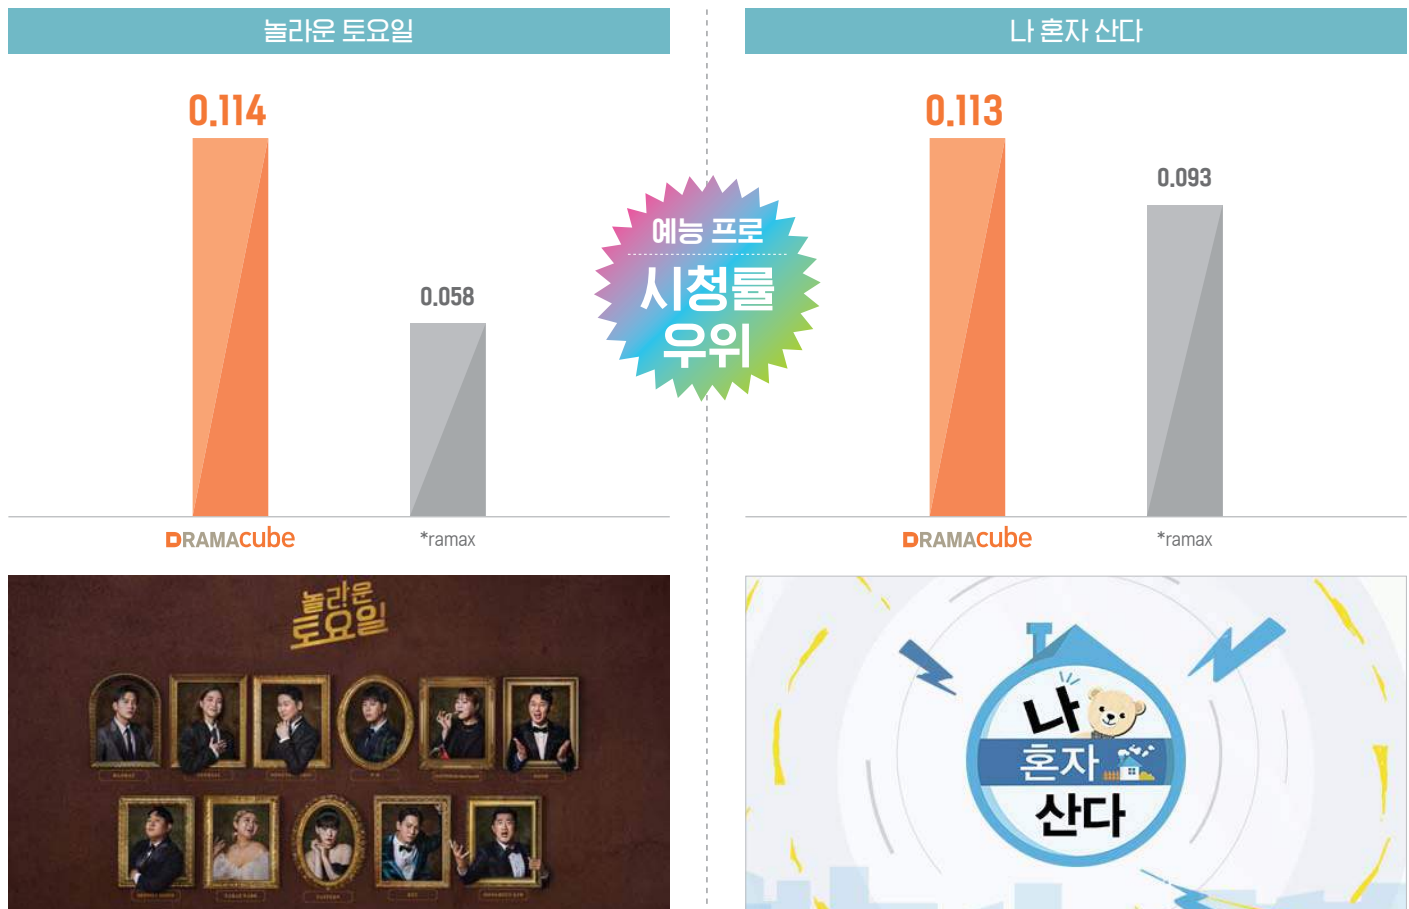 놀라운 토요일
0.114
0.058
DRAMAcube
*ramax
예능 프로
시청률
우위
나 혼자 산다
0.113
0.093
DRAMAcube
*ramax
놀라운
토요일
나
혼자
산다